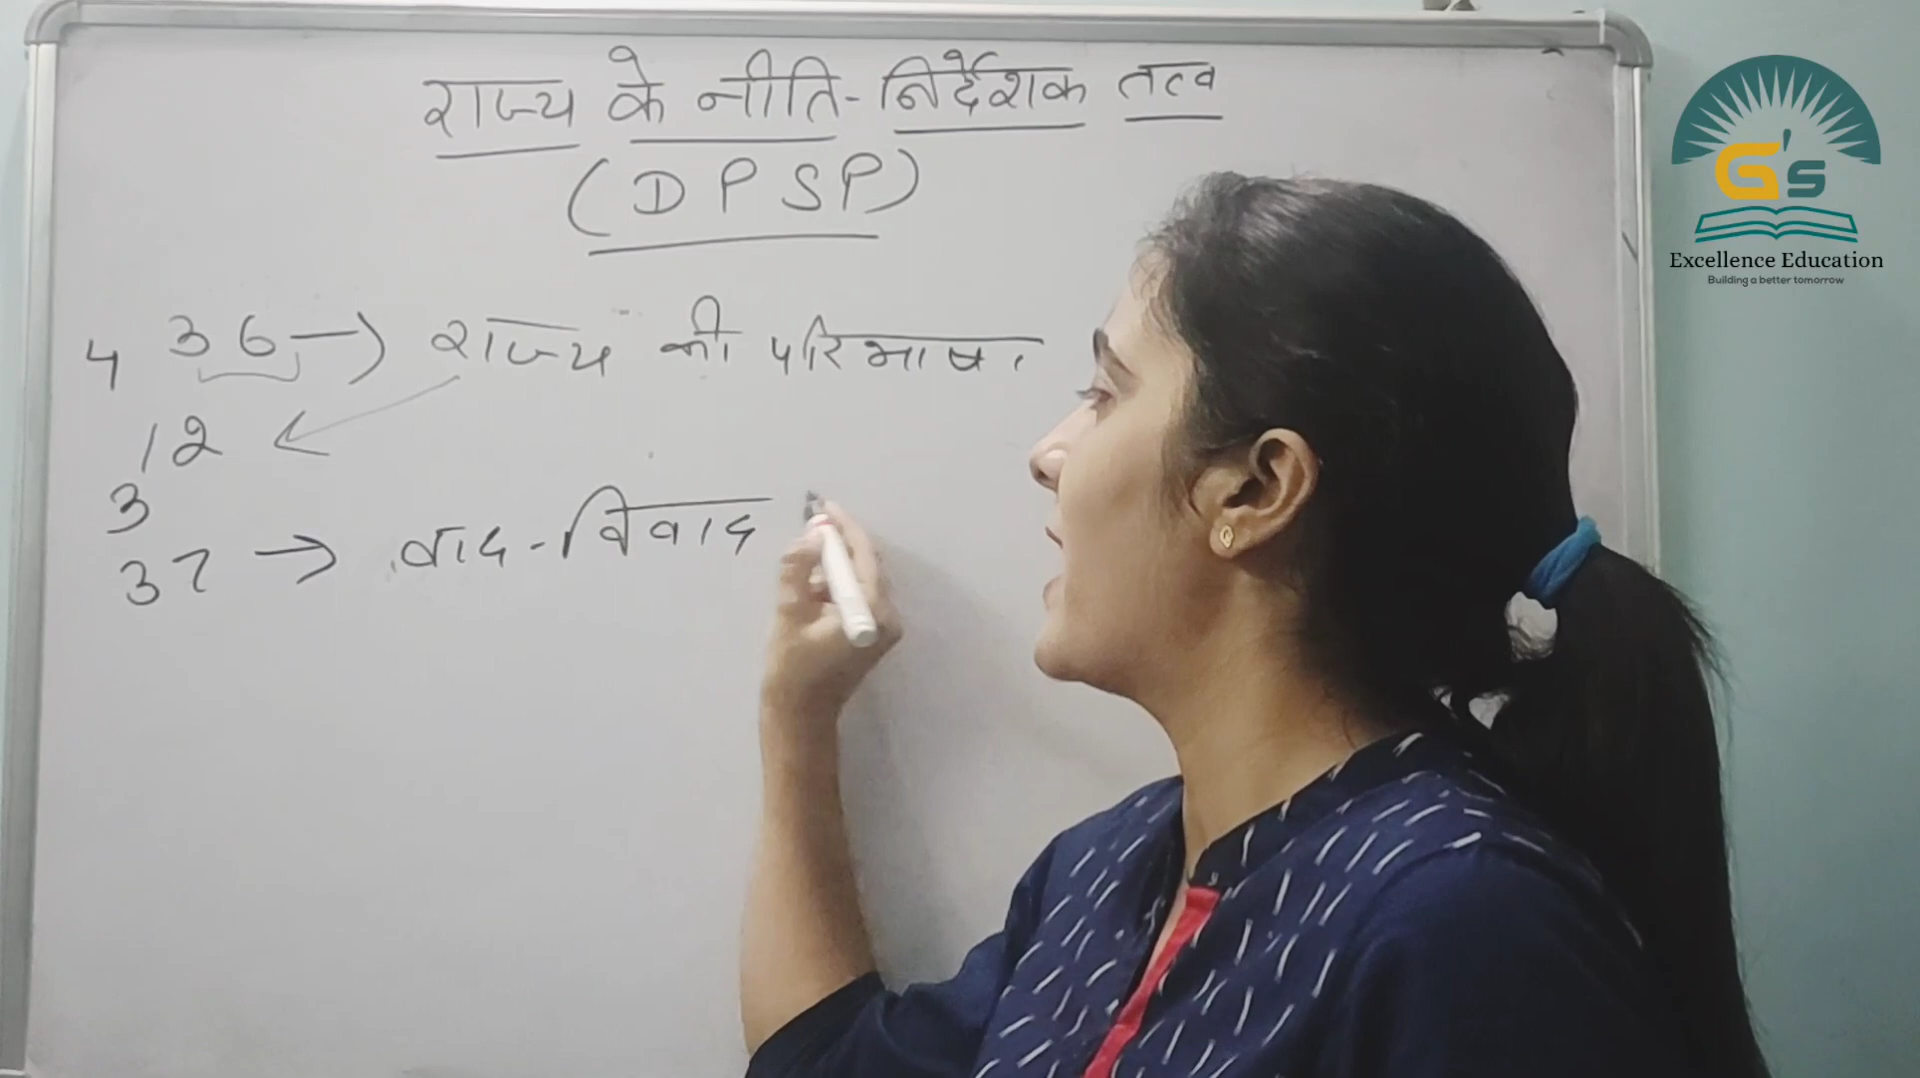 राज्य के नीति-निर्देशक तत्व
(DPSP)
4 36 → राज्य की परिभाषा
12
3
37 → वाद-विवाद
G's
Excellence Education
Building a better tomorrow